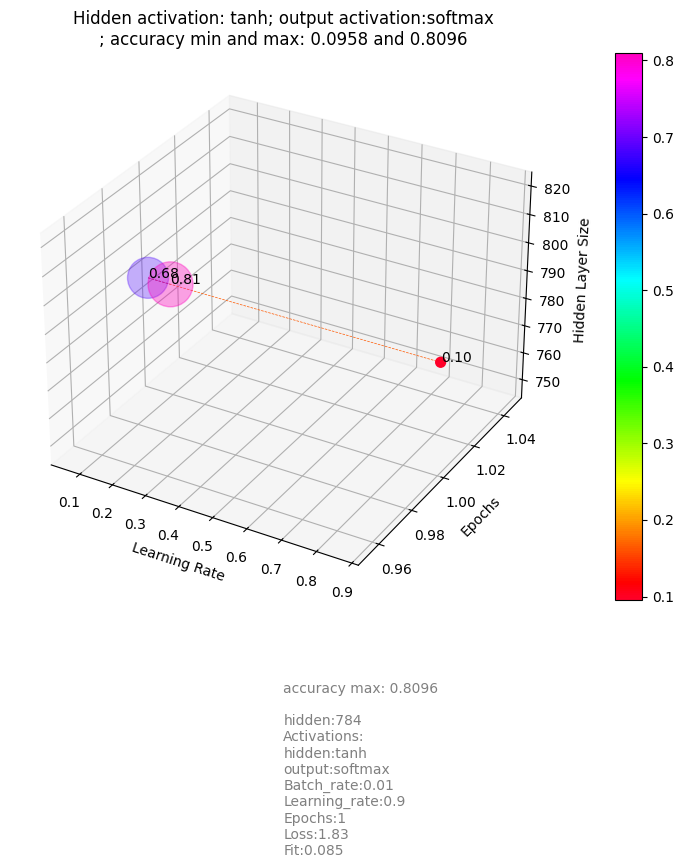 Hidden activation: tanh; output activation:softmax
; accuracy min and max: 0.0958 and 0.8096
0.8
0.7
0.6
0.5
0.4
0.3
0.2
0.1
820
810
800
790
780
770
760
750
Hidden Layer Size
0.68
0.81
0.10
1.04
1.02
1.00
0.98
0.96
Epochs
0.1
0.2
0.3
0.4
0.5
0.6
0.7
0.8
0.9
Learning Rate
accuracy max: 0.8096
hidden:784
Activations:
hidden:tanh
output:softmax
Batch_rate:0.01
Learning_rate:0.9
Epochs:1
Loss:1.83
Fit:0.085